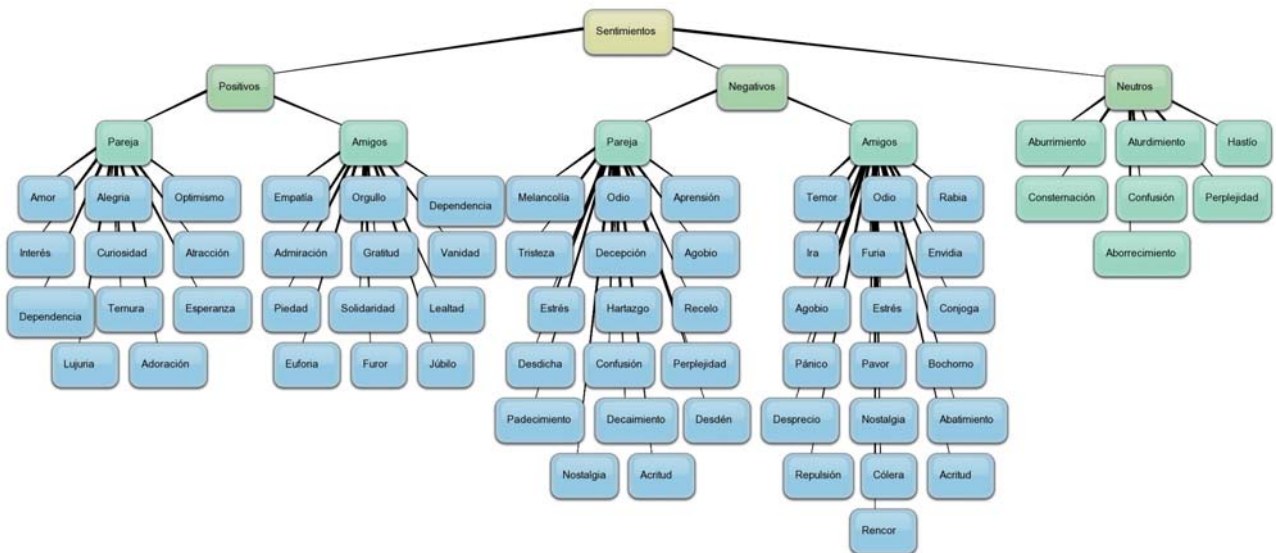 Sentimientos
Positivos
Negativos
Neutros
Pareja
Amigos
Pareja
Amigos
Aburrimiento
Aturdimiento
Hastío
Amor
Alegria
Optimismo
Empatía
Orgullo
Dependencia
Melancolía
Odio
Aprensión
Temor
Odio
Rabia
Consternación
Confusión
Perplejidad
Interés
Curiosidad
Atracción
Admiración
Gratitud
Vanidad
Tristeza
Decepción
Agobio
Ira
Furia
Envidia
Aborrecimiento
Dependencia
Ternura
Esperanza
Piedad
Solidaridad
Lealtad
Estrés
Hartazgo
Recelo
Agobio
Estrés
Conjoga
Lujuria
Adoración
Euforia
Furor
Júbilo
Desdicha
Confusión
Perplejidad
Pánico
Pavor
Bochorno
Padecimiento
Decaimiento
Desdén
Desprecio
Nostalgia
Abatimiento
Nostalgia
Acritud
Repulsión
Cólera
Acritud
Rencor